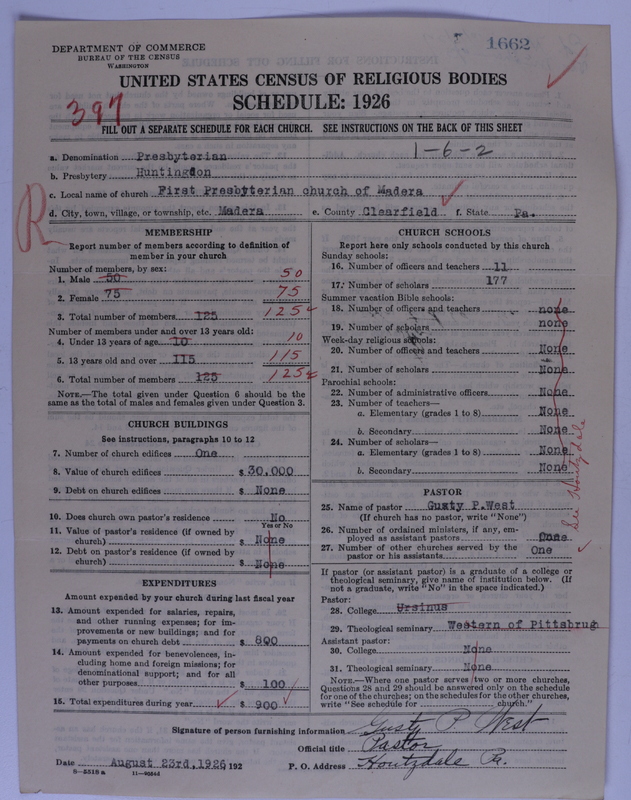 DEPARTMENT OF COMMERCE
BUREAU OF THE CENSUS
WASHINGTON
1662
UNITED STATES CENSUS OF RELIGIOUS BODIES
SCHEDULE: 1926
397
FILL OUT A SEPARATE SCHEDULE FOR EACH CHURCH. SEE INSTRUCTIONS ON THE BACK OF THIS SHEET
1-6-2
a. Denomination Presbyterian
b. Presbytery Huntingdon
c. Local name of church First Presbyterian church of Madera
d. City, town, village, or township, etc. Madera e. County Clearfield f. State Pa.
R
MEMBERSHIP
Report number of members according to definition of
member in your church
Number of members, by sex:
1. Male 50 50
2. Female 75 75
3. Total number of members 125 125
Number of members under and over 13 years old:
4. Under 13 years of age 10 10
5. 13 years old and over 115 115
6. Total number of members 125 125
NOTE.—The total given under Question 6 should be
same as the total of males and females given under Question 3.
CHURCH BUILDINGS
See instructions, paragraphs 10 to 12
7. Number of church edifices One
8. Value of church edifices $ 30,000
9. Debt on church edifices $ None
10. Does church own pastor's residence No
Yes or No
11. Value of pastor's residence (if owned by
church) $ None
12. Debt on pastor's residence (if owned by
church) $ None
EXPENDITURES
Amount expended by your church during last fiscal year
13. Amount expended for salaries, repairs,
and other running expenses; for im-
provements or new buildings; and for
payments on church debt $ 800
14. Amount expended for benevolences, in-
cluding home and foreign missions; for
denominational support; and for all
other purposes $ 100
15. Total expenditures during year $ 900
CHURCH SCHOOLS
Report here only schools conducted by this church
Sunday schools:
16. Number of officers and teachers 11
17. Number of scholars 177
Summer vacation Bible schools:
18. Number of officers and teachers none
19. Number of scholars none
Week-day religious schools:
20. Number of officers and teachers None
21. Number of scholars None
Parochial schools:
22. Number of administrative officers None
23. Number of teachers—
a. Elementary (grades 1 to 8) None
b. Secondary None
24. Number of scholars—
a. Elementary (grades 1 to 8) None
b. Secondary None
See Houtzdale
PASTOR
25. Name of pastor Gusty P. West
(If church has no pastor, write "None")
26. Number of ordained ministers, if any, em-
ployed as assistant pastors
27. Number of other churches served by the
pastor or his assistants One
If pastor (or assistant pastor) is a graduate of a college or
theological seminary, give name of institution below. (If
not a graduate, write "No" in the space indicated.)
Pastor:
28. College Ursinus
29. Theological seminary Western of Pittsbrug
Assistant pastor:
30. College None
31. Theological seminary None
NOTE.—Where one pastor serves two or more churches,
Questions 28 and 29 should be answered only on the schedule
for one of the churches; on the schedules for the other churches,
write "See schedule for church."
Signature of person furnishing information Gusty P. West
Official title Pastor
Date August 23rd,1926, 192 P. O. Address Houtzdale Pa.
8—5518 a